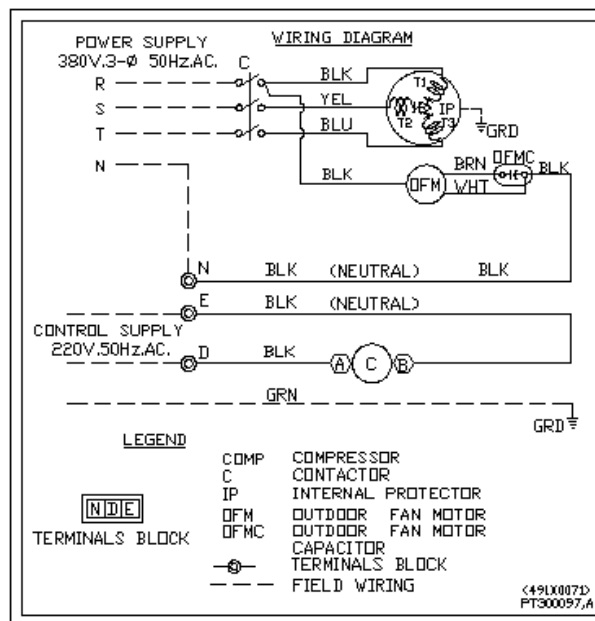 WIRING DIAGRAM
POWER SUPPLY
380V.3-Ø 50Hz.AC.
C
R
BLK
T1
S
YEL
IP
T2
T3
T
BLU
GRD
N
OFMC
BRN
BLK
BLK
OFM
WHT
N
BLK (NEUTRAL) BLK
E
BLK (NEUTRAL)
CONTROL SUPPLY
220V.50Hz.AC.
D
BLK
A C B
GRN
GRD
LEGEND
COMP COMPRESSOR
C CONTACTOR
IP INTERNAL PROTECTOR
OFM OUTDOOR FAN MOTOR
OFMC OUTDOOR FAN MOTOR
CAPACITOR
TERMINALS BLOCK
FIELD WIRING
N D E
TERMINALS BLOCK
(491X0071)
PT300097,A